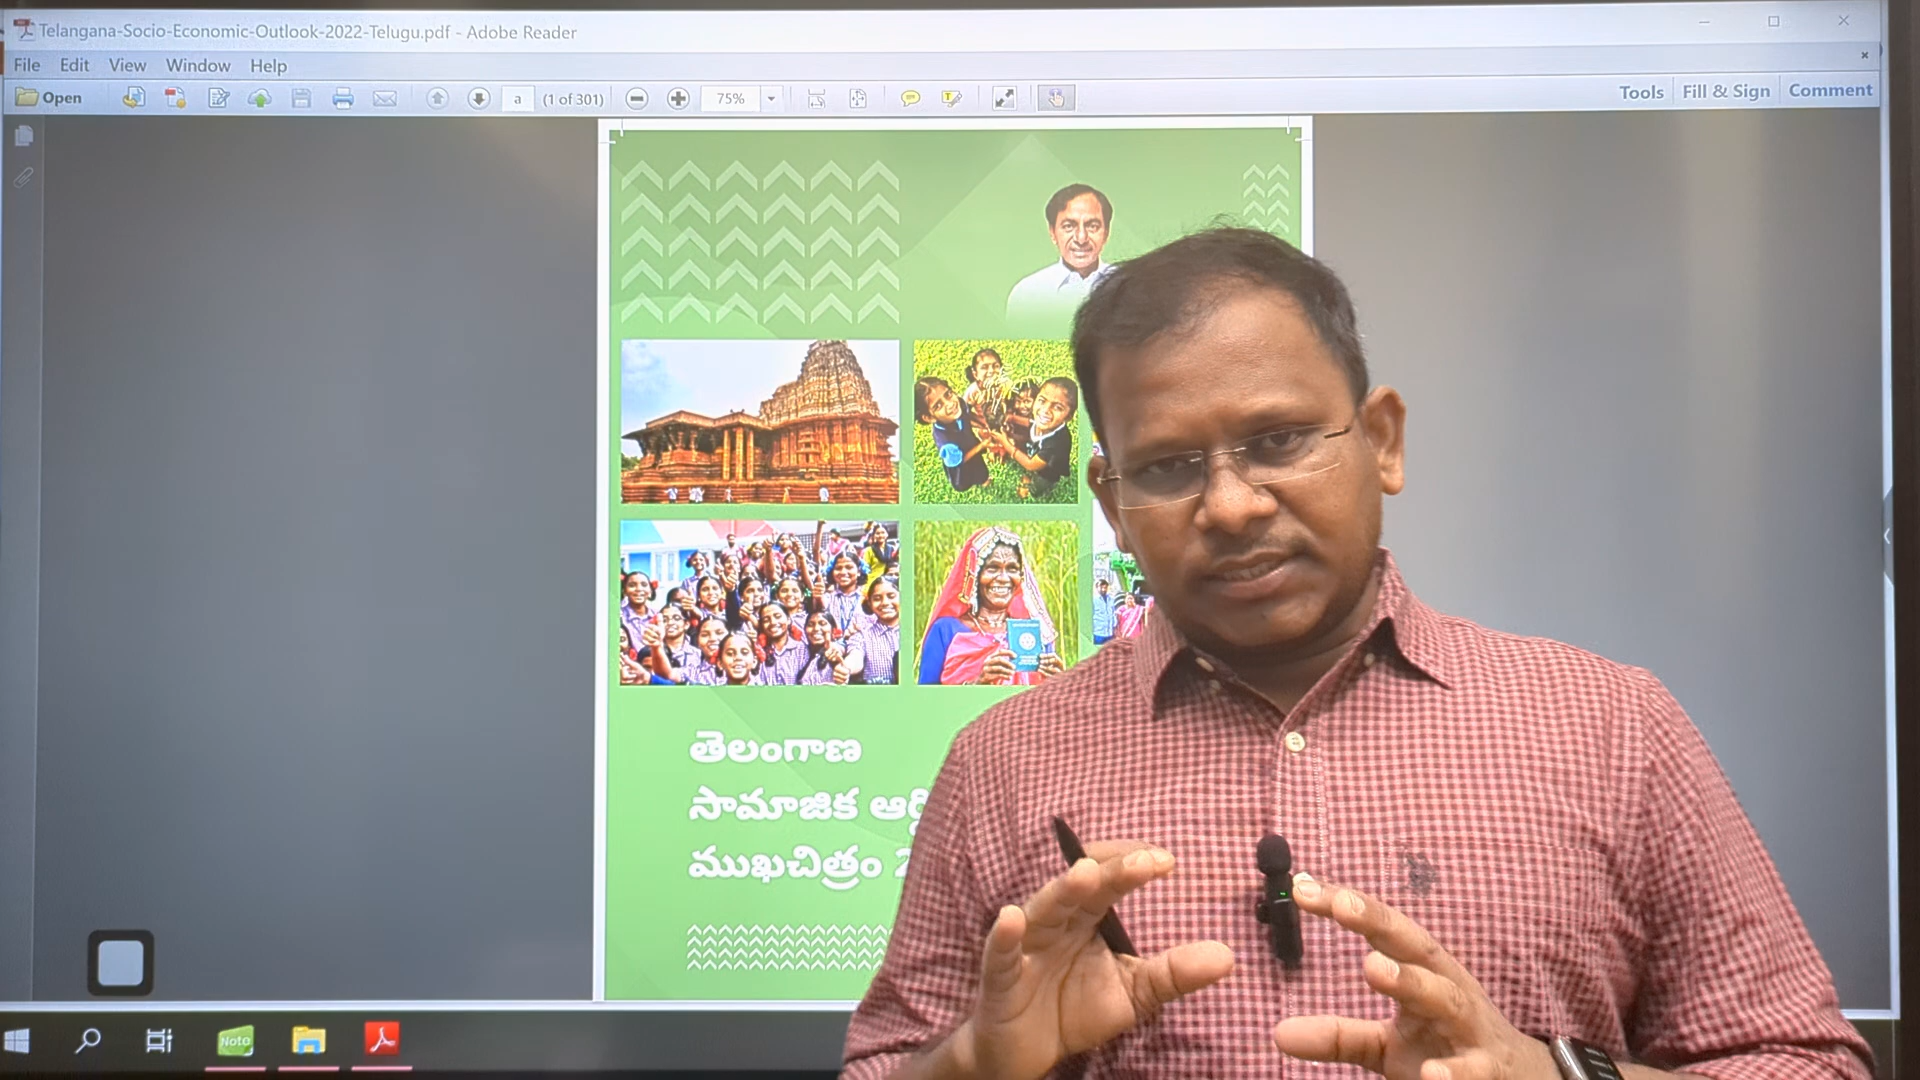 Telangana-Socio-Economic-Outlook-2022-Telugu.pdf - Adobe Reader
File Edit View Window Help
Open a (1 of 301) 75% Tools Fill & Sign Comment
తెలంగాణ
సామాజిక
ముఖచిత్రం
Note